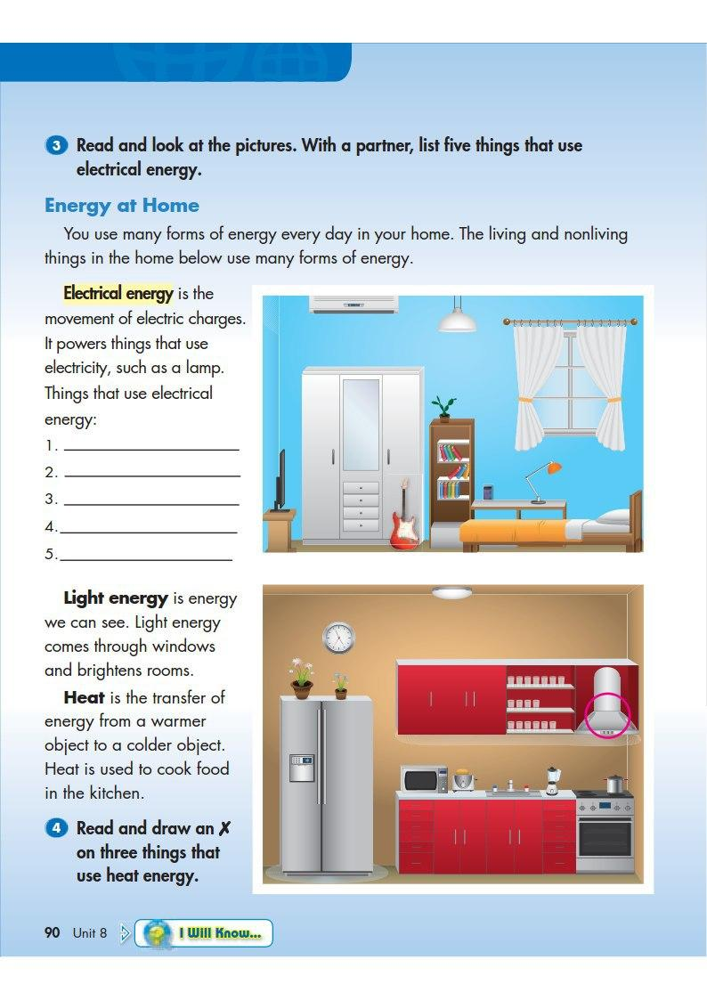 3 Read and look at the pictures. With a partner, list five things that use
electrical energy.
Energy at Home
You use many forms of energy every day in your home. The living and nonliving
things in the home below use many forms of energy.
Electrical energy is the
movement of electric charges.
It powers things that use
electricity, such as a lamp.
Things that use electrical
energy:
1. ____________________
2. ____________________
3. ____________________
4. ____________________
5. ____________________
Light energy is energy
we can see. Light energy
comes through windows
and brightens rooms.
Heat is the transfer of
energy from a warmer
object to a colder object.
Heat is used to cook food
in the kitchen.
4 Read and draw an ✗
on three things that
use heat energy.
90 Unit 8 I Will Know...